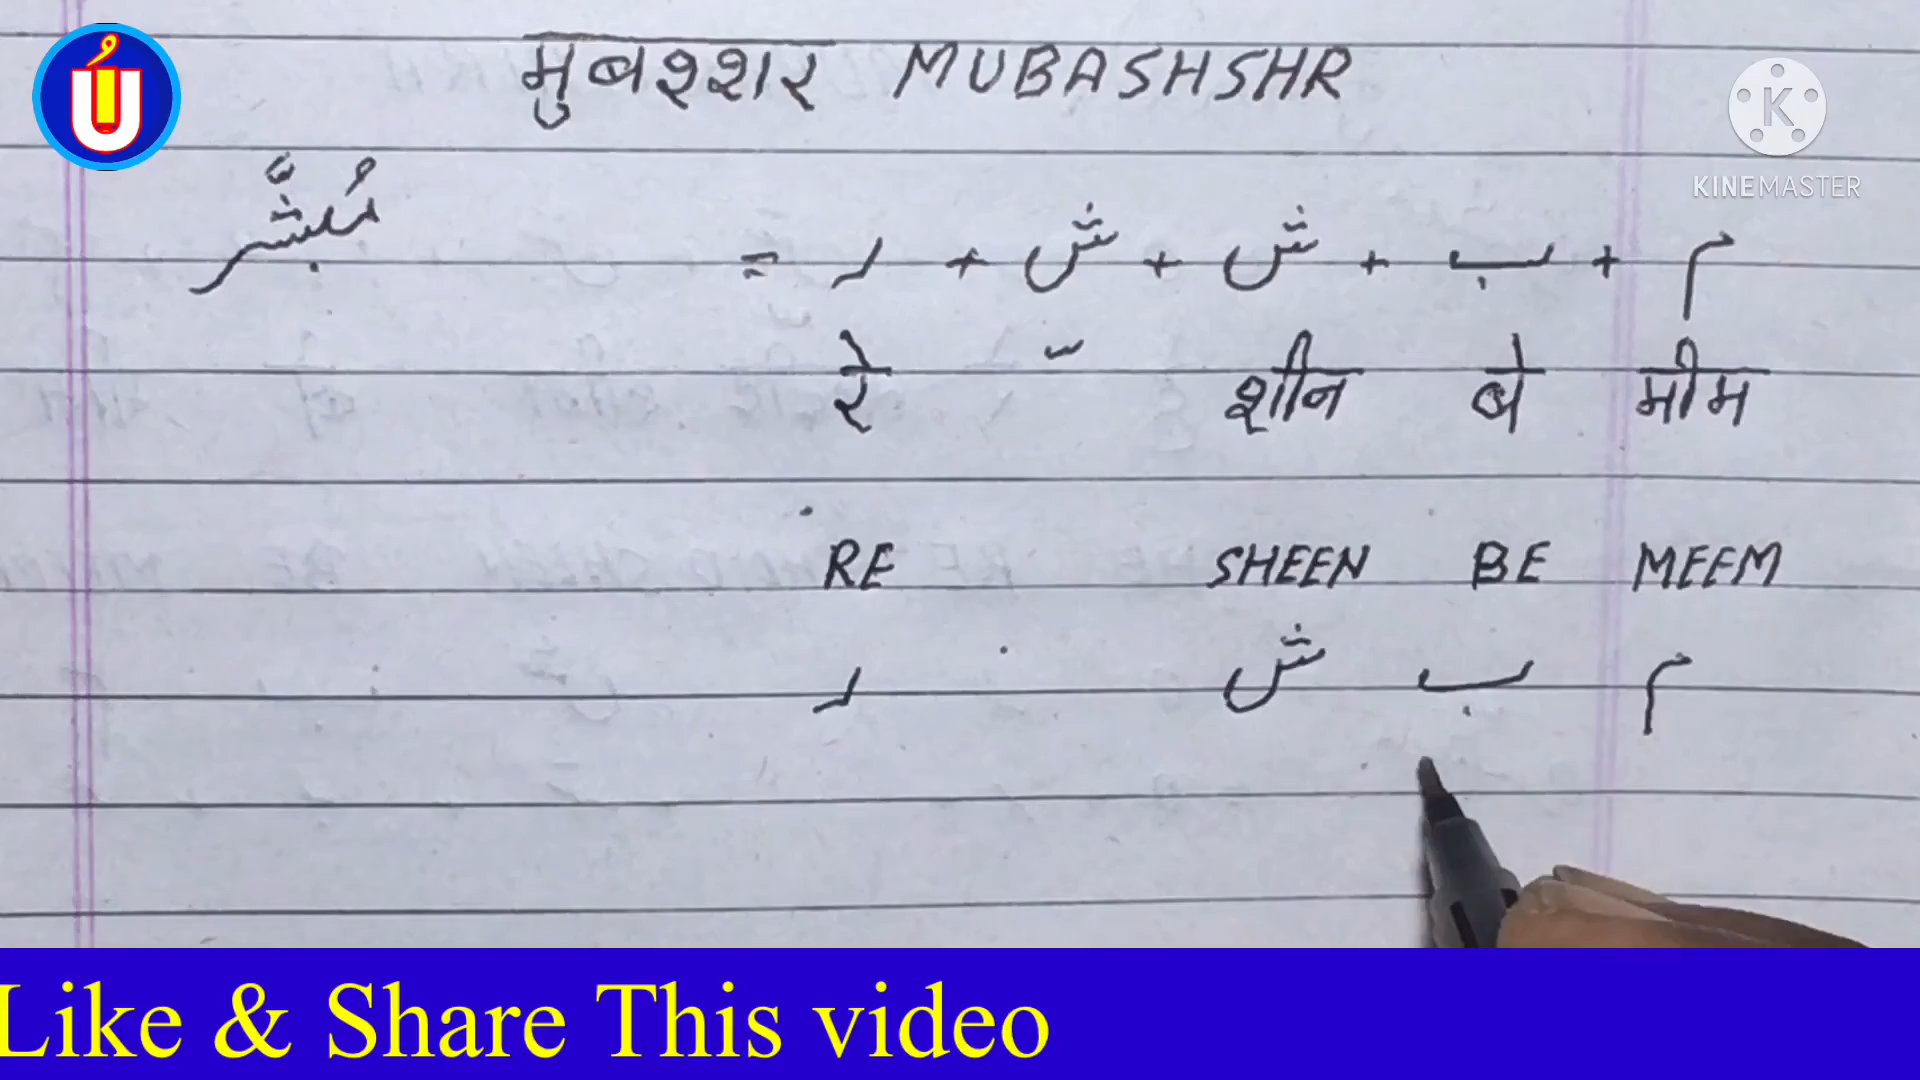 मुबश्शर MUBASHSHR
KINEMASTER
م + ب + ش + ش + ر = مُبشّر
रे ّ शीन बे मीम
RE SHEEN BE MEEM
م ب ش ر
Like & Share This video